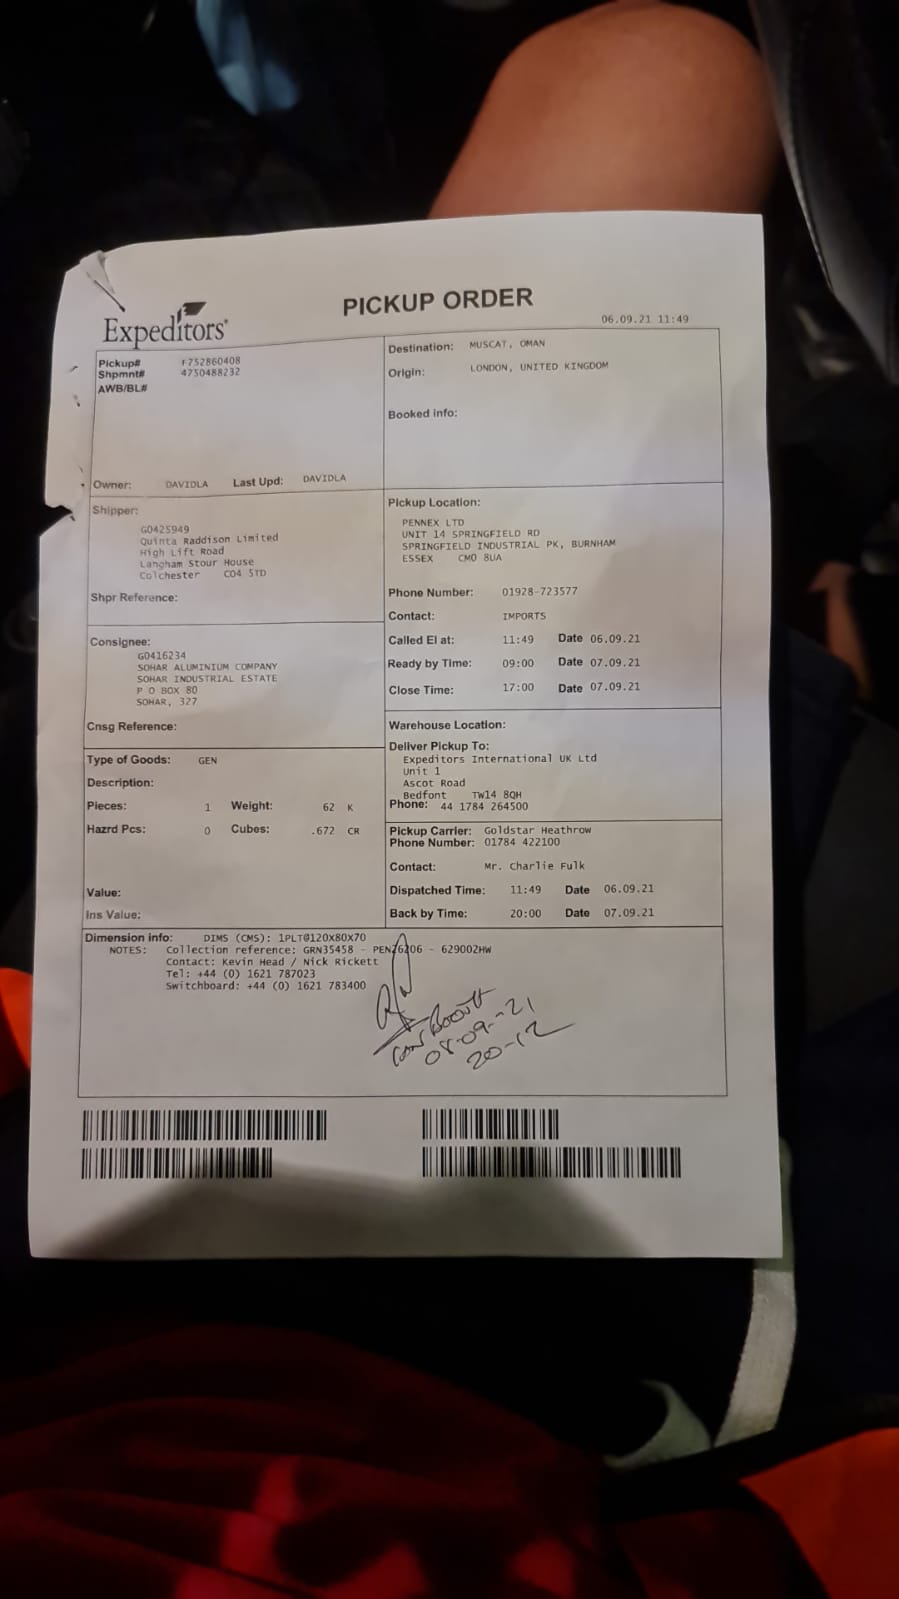 Expeditors
PICKUP ORDER
06.09.21 11:49
Pickup# F752860408
Shpmnt# 4750488232
AWB/BL#
Owner: DAVIDLA Last Upd: DAVIDLA
Destination: MUSCAT, OMAN
Origin: LONDON, UNITED KINGDOM
Booked info:
Shipper:
G0425949
Quinta Raddison Limited
High Lift Road
Langham Stour House
Colchester CO4 5TD
Shpr Reference:
Consignee:
G0416234
SOHAR ALUMINIUM COMPANY
SOHAR INDUSTRIAL ESTATE
P O BOX 80
SOHAR, 327
Cnsg Reference:
Type of Goods: GEN
Description:
Pieces: 1 Weight: 62 K
Hazrd Pcs: 0 Cubes: .672 CR
Value:
Ins Value:
Pickup Location:
PENNEX LTD
UNIT 14 SPRINGFIELD RD
SPRINGFIELD INDUSTRIAL PK, BURNHAM
ESSEX CM0 8UA
Phone Number: 01928-723577
Contact: IMPORTS
Called EI at: 11:49 Date 06.09.21
Ready by Time: 09:00 Date 07.09.21
Close Time: 17:00 Date 07.09.21
Warehouse Location:
Deliver Pickup To:
Expeditors International UK Ltd
Unit 1
Ascot Road
Bedfont TW14 8QH
Phone: 44 1784 264500
Pickup Carrier: Goldstar Heathrow
Phone Number: 01784 422100
Contact: Mr. Charlie Fulk
Dispatched Time: 11:49 Date 06.09.21
Back by Time: 20:00 Date 07.09.21
Dimension info: DIMS (CMS): 1PLT@120X80X70
NOTES: Collection reference: GRN35458 - PEN76206 - 629002HW
Contact: Kevin Head / Nick Rickett
Tel: +44 (0) 1621 787023
Switchboard: +44 (0) 1621 783400
08-09-21
20-12